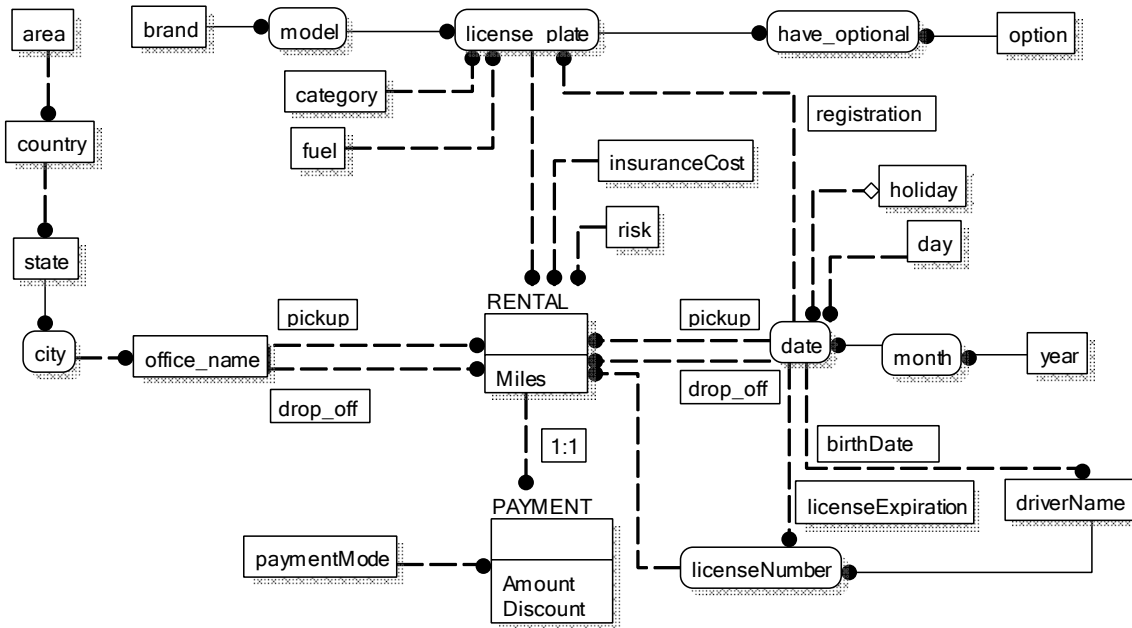 area
brand
model
license_plate
have_optional
option
category
registration
country
fuel
insuranceCost
holiday
risk
day
state
RENTAL
pickup
pickup
city
office_name
date
month
year
Miles
drop_off
drop_off
1:1
birthDate
licenseExpiration
driverName
PAYMENT
paymentMode
licenseNumber
Amount
Discount